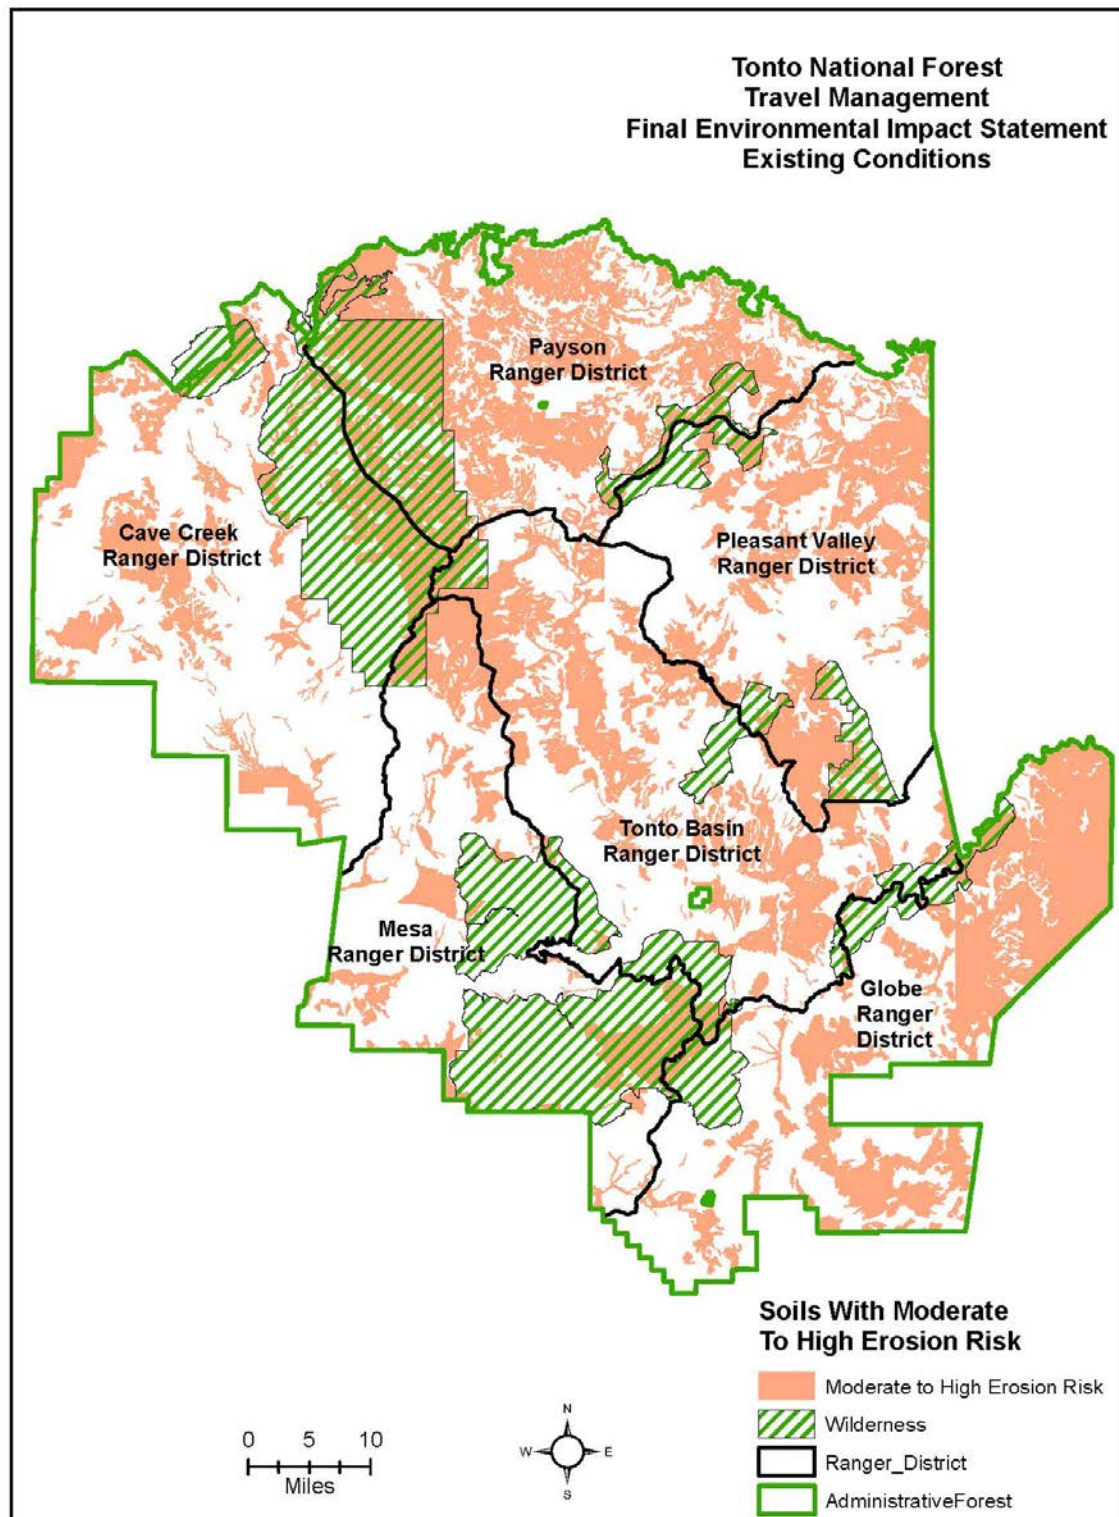 Tonto National Forest
Travel Management
Final Environmental Impact Statement
Existing Conditions
Payson
Ranger District
Cave Creek
Ranger District
Pleasant Valley
Ranger District
Tonto Basin
Ranger District
Mesa
Ranger District
Globe
Ranger
District
Soils With Moderate
To High Erosion Risk
Moderate to High Erosion Risk
Wilderness
Ranger_District
AdministrativeForest
0 5 10
Miles
N
W E
S